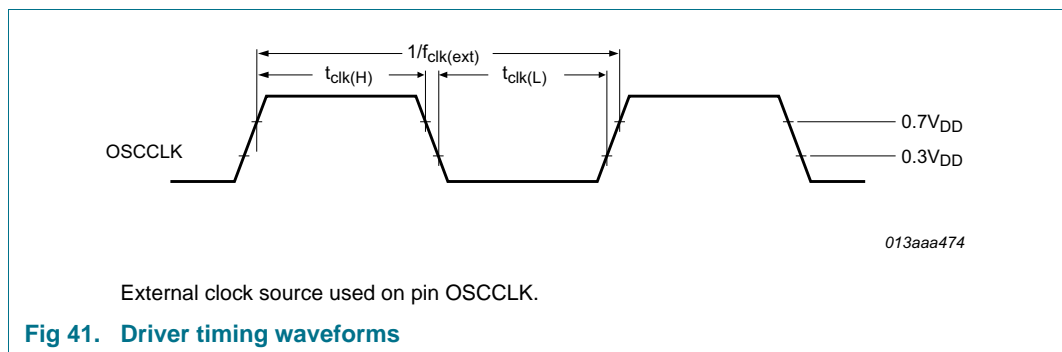 1/fclk(ext)
tclk(H) tclk(L)
0.7VDD
OSCCLK 0.3VDD
013aaa474
External clock source used on pin OSCCLK.
Fig 41. Driver timing waveforms